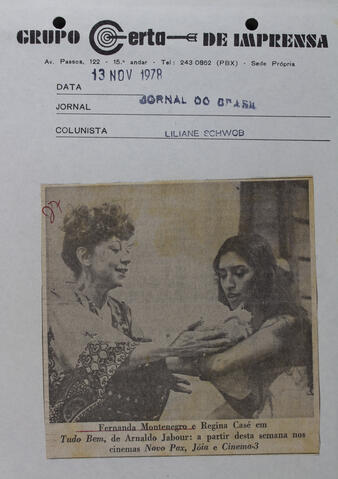 GRUPO Certa DE IMPRENSA
Av. Passos, 122 - 15.º andar - Tel: 243 0862 (PBX) - Sede Própria
13 NOV 1978
DATA
JORNAL JORNAL DO BRASIL
COLUNISTA LILIANE SCHWOB
Fernanda Montenegro e Regina Casé em
Tudo Bem, de Arnaldo Jabour: a partir desta semana nos
cinemas Novo Pax, Jóia e Cinema-3